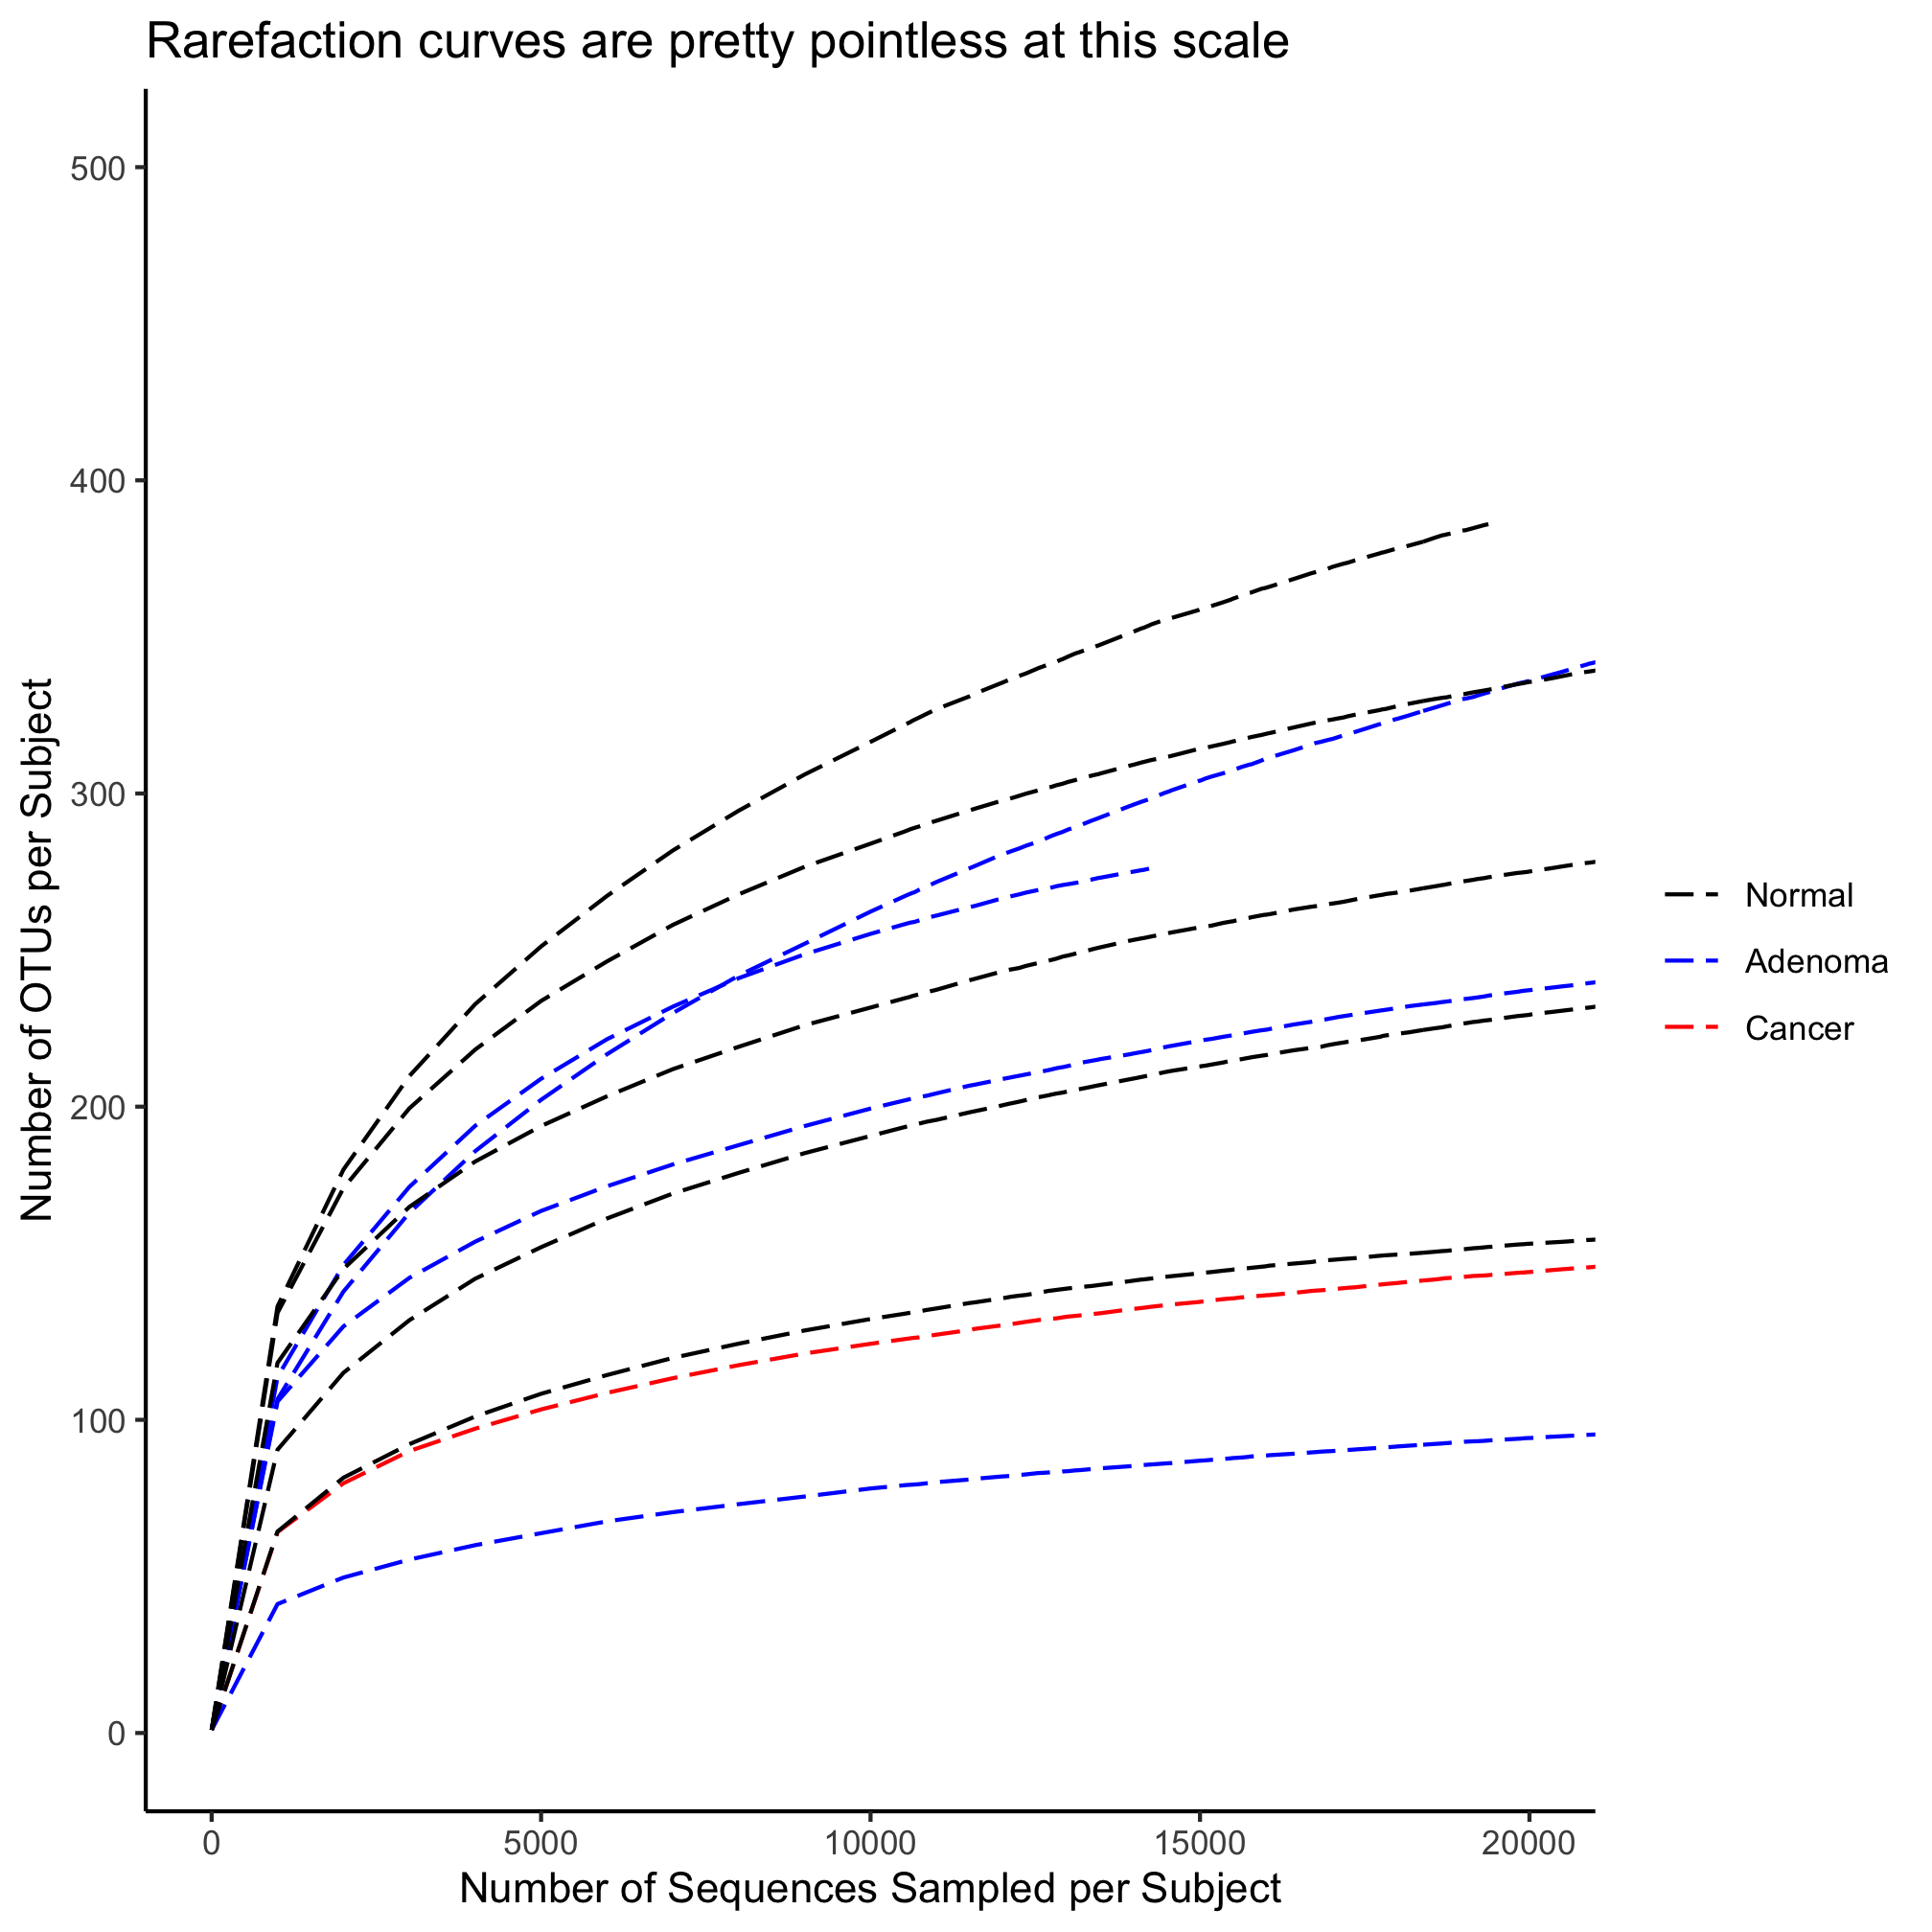 Rarefaction curves are pretty pointless at this scale
Number of OTUs per Subject
500
400
300
200
100
0
0 5000 10000 15000 20000
Number of Sequences Sampled per Subject
Normal
Adenoma
Cancer